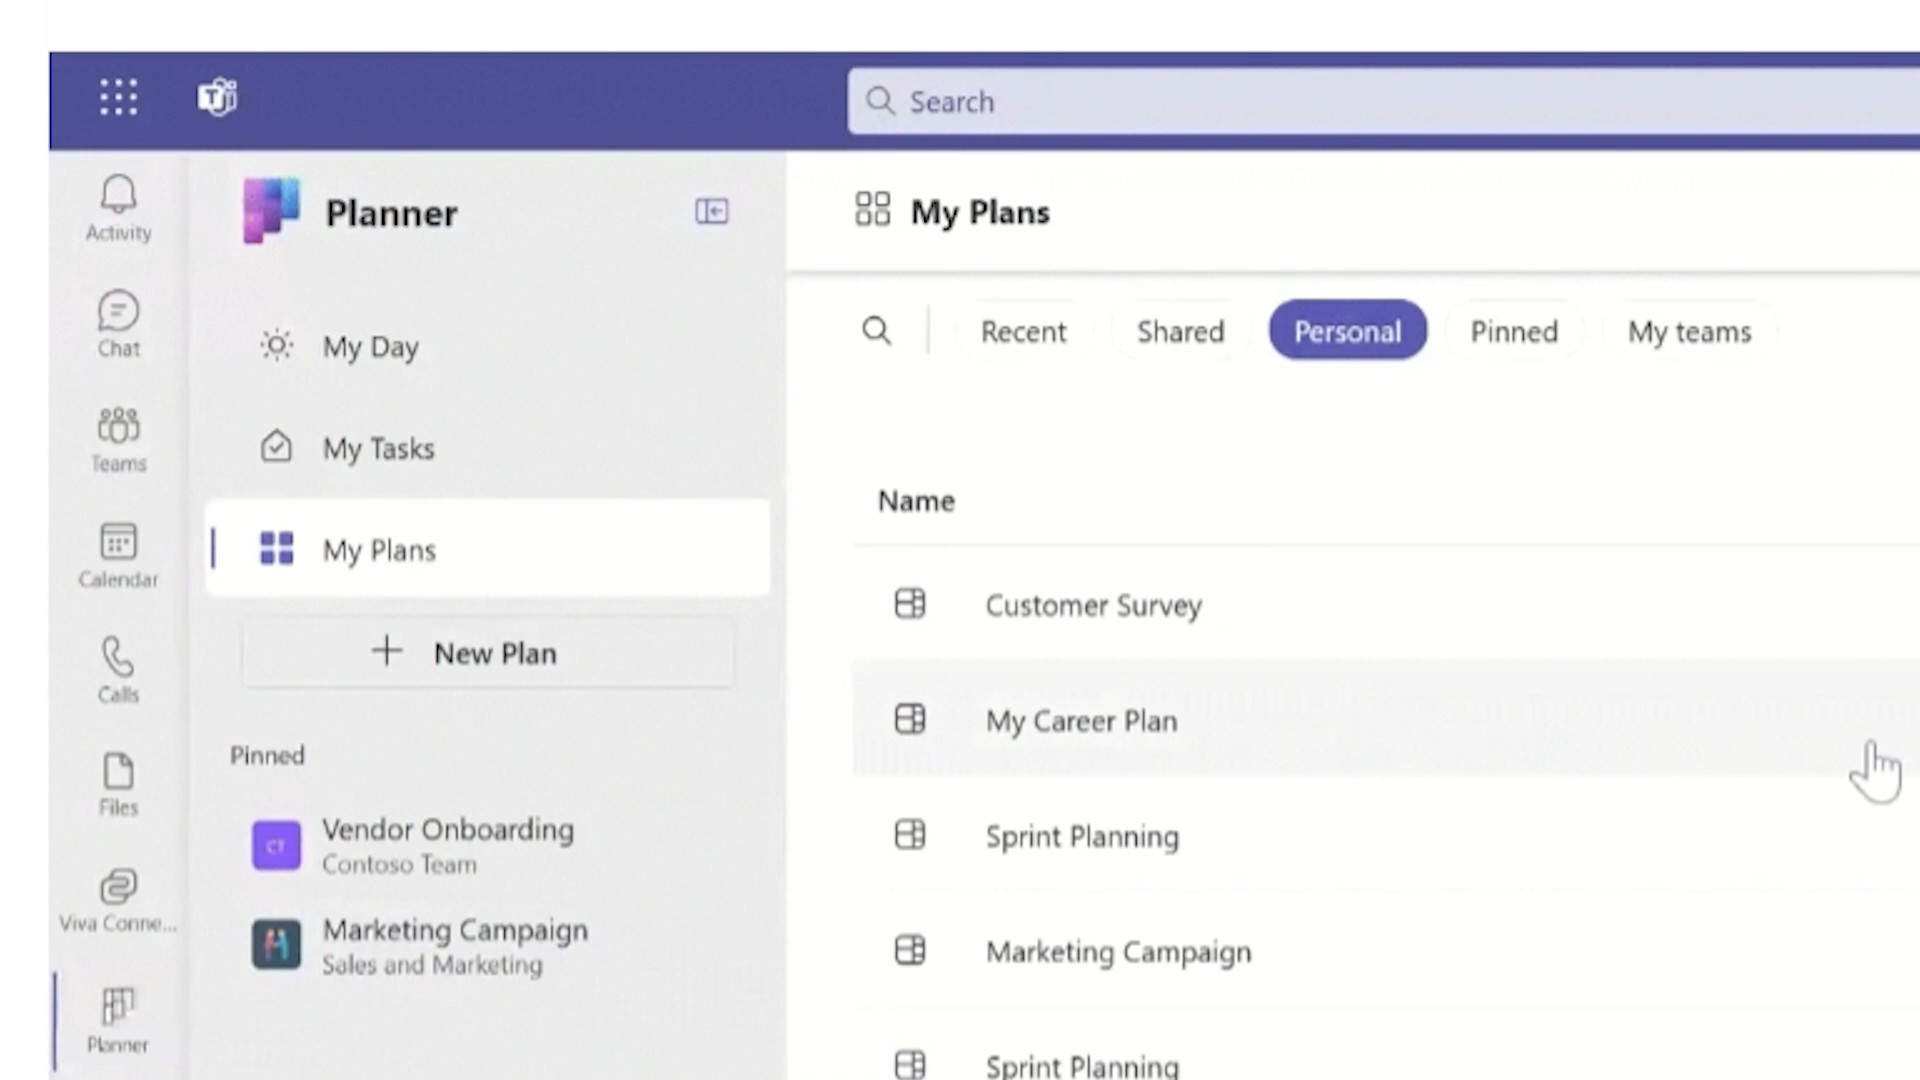 Search
Activity
Chat
Teams
Calendar
Calls
Files
Viva Conne...
Planner
Planner
My Day
My Tasks
My Plans
New Plan
Pinned
CT
Vendor Onboarding
Contoso Team
Marketing Campaign
Sales and Marketing
My Plans
Recent
Shared
Personal
Pinned
My teams
Name
Customer Survey
My Career Plan
Sprint Planning
Marketing Campaign
Sprint Planning